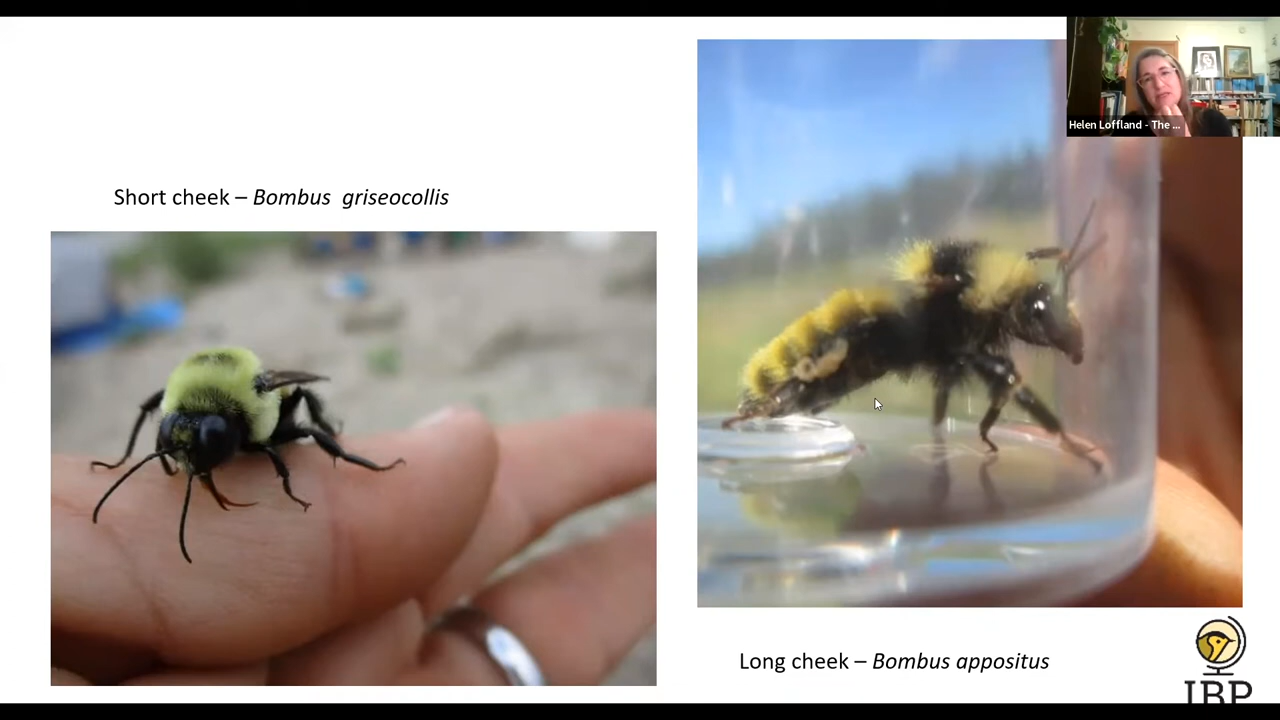 Helen Loffland - The ...
Short cheek – Bombus griseocollis
Long cheek – Bombus appositus
IBP